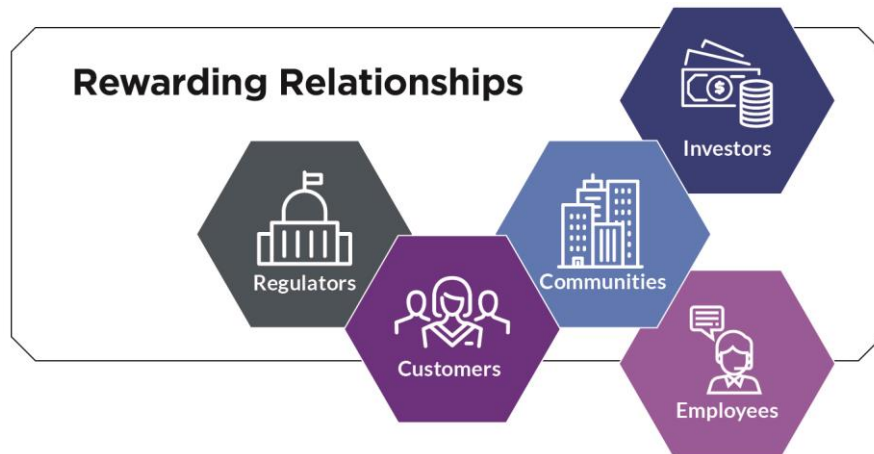 Rewarding Relationships
$
Investors
Regulators
Communities
Customers
Employees